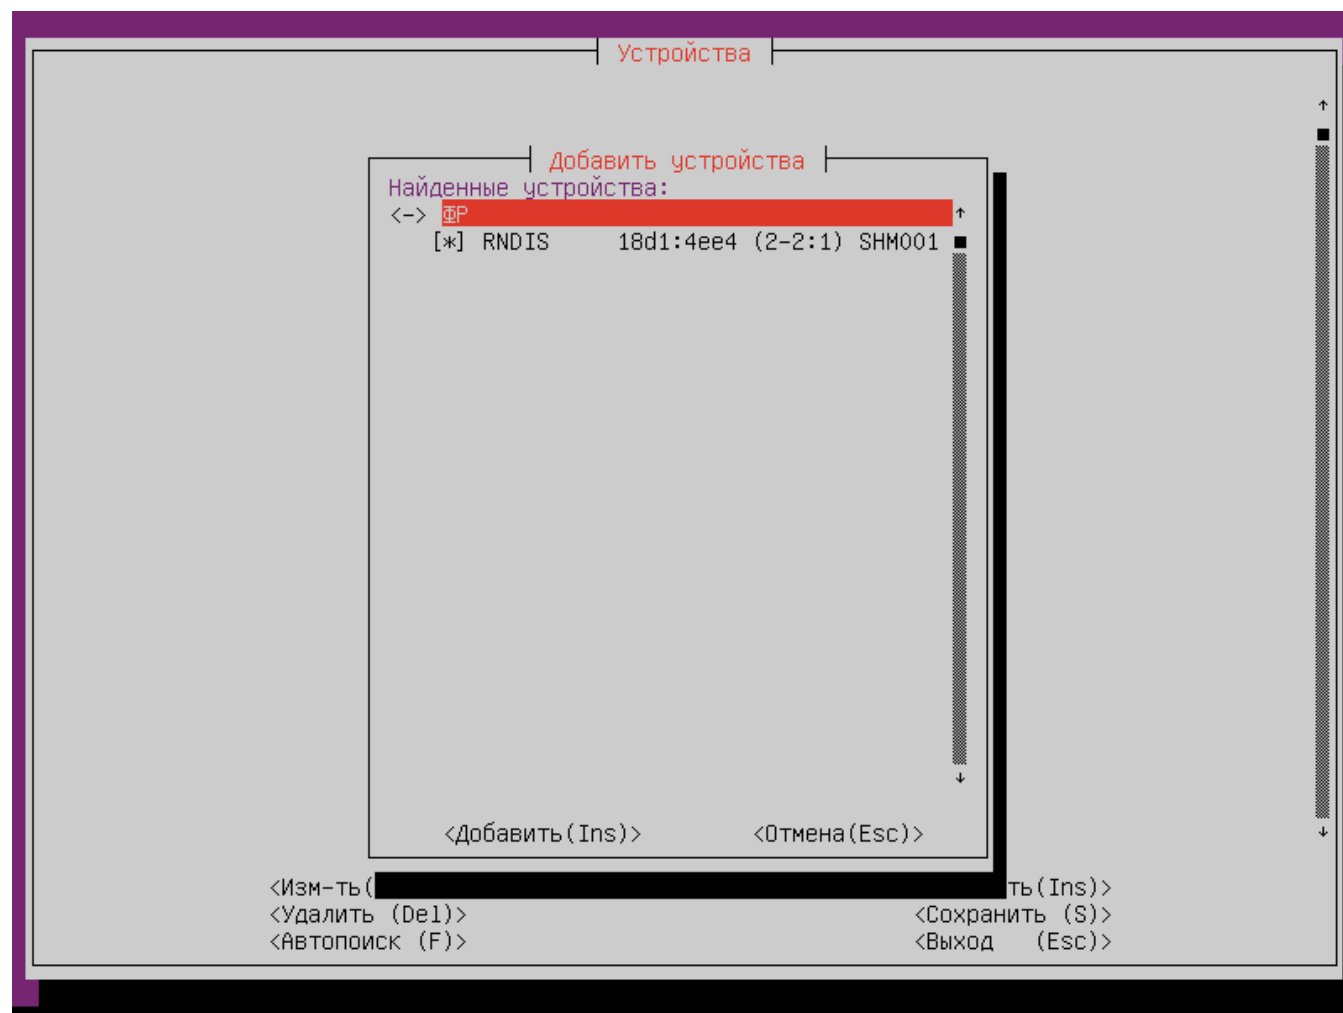 Устройства
Добавить устройства
Найденные устройства:
<-> ФР
[*] RNDIS 18d1:4ee4 (2-2:1) SHM001
<Добавить(Ins)> <Отмена(Esc)>
<Изм-ть( ть(Ins)>
<Удалить (Del)> <Сохранить (S)>
<Автопоиск (F)> <Выход (Esc)>